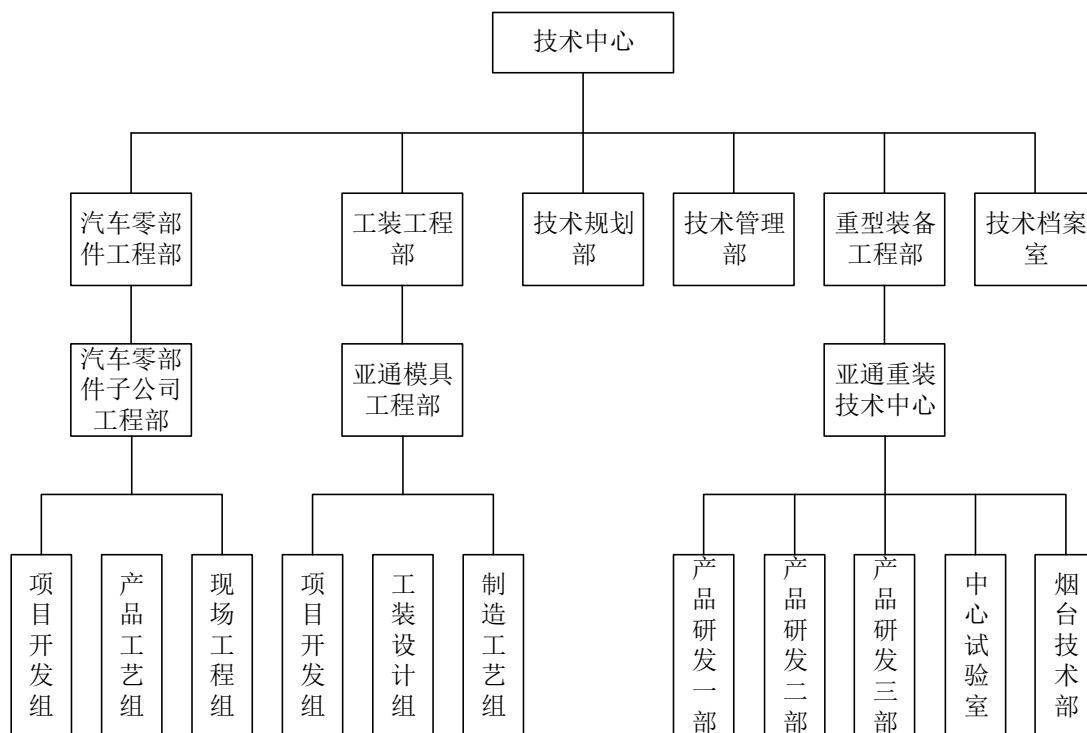 技术中心
汽车零部
件工程部
工装工程
部
技术规划
部
技术管理
部
重型装备
工程部
技术档案
室
汽车零部
件子公司
工程部
亚通模具
工程部
亚通重装
技术中心
项目开发组
产品工艺组
现场工程组
项目开发组
工装设计组
制造工艺组
产品研发一部
产品研发二部
产品研发三部
中心试验室
烟台技术部